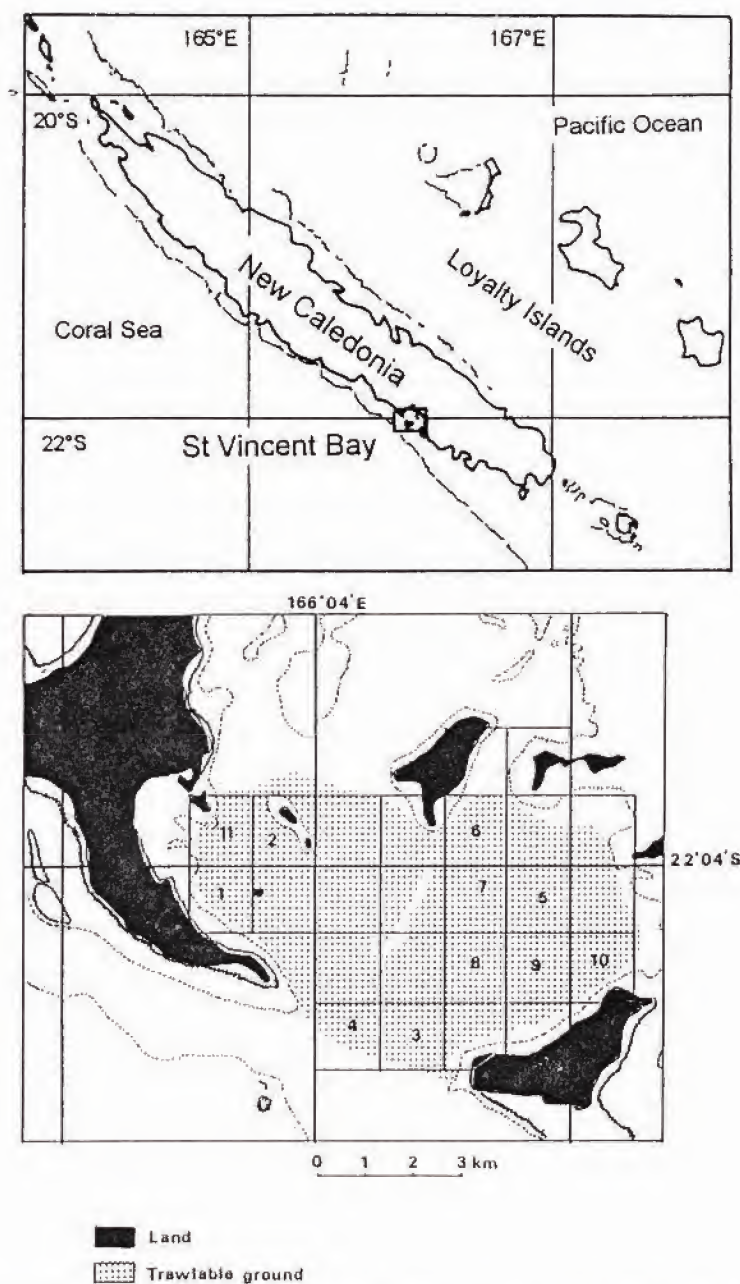 165°E 167°E
20°S
Pacific Ocean
Loyalty Islands
New Caledonia
Coral Sea
22°S
St Vincent Bay
166°04'E
11 2 6
22°04'S
1 7 5
8 9 10
4 3
0 1 2 3 km
Land
Trawlable ground